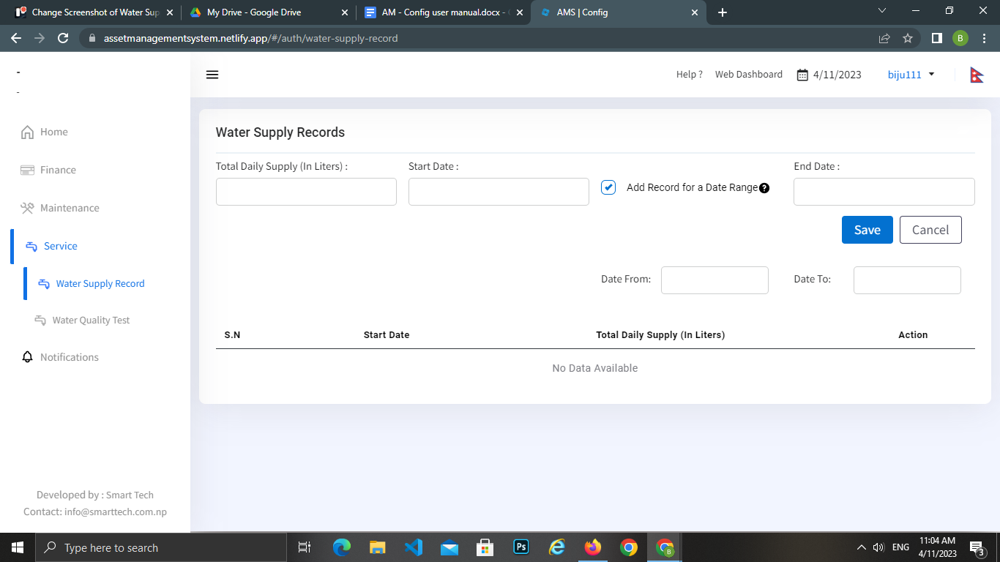 Change Screenshot of Water Sup
My Drive - Google Drive
AM - Config user manual.docx -
AMS | Config
assetmanagementsystem.netlify.app/#/auth/water-supply-record
B
-
-
Help ?
Web Dashboard
4/11/2023
biju111
Home
Finance
Maintenance
Service
Water Supply Record
Water Quality Test
Notifications
Developed by : Smart Tech
Contact: info@smarttech.com.np
Water Supply Records
Total Daily Supply (In Liters) :
Start Date :
Add Record for a Date Range
?
End Date :
Save
Cancel
Date From:
Date To:
S.N
Start Date
Total Daily Supply (In Liters)
Action
No Data Available
Type here to search
Ps
B
ENG
11:04 AM
4/11/2023
3